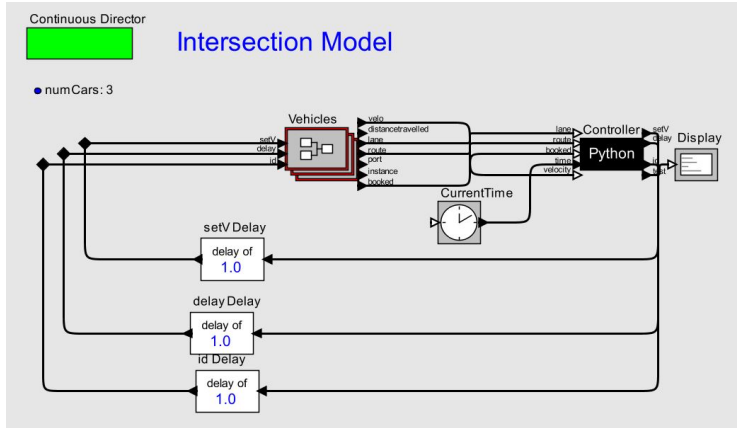 Continuous Director
Intersection Model
numCars: 3
Vehicles
setV
delay
id
velo
distancetravelled
lane
route
port
instance
booked
lane
route
booked
time
velocity
Controller
Python
setV
delay
id
test
Display
CurrentTime
setV Delay
delay of
1.0
delay Delay
delay of
1.0
id Delay
delay of
1.0